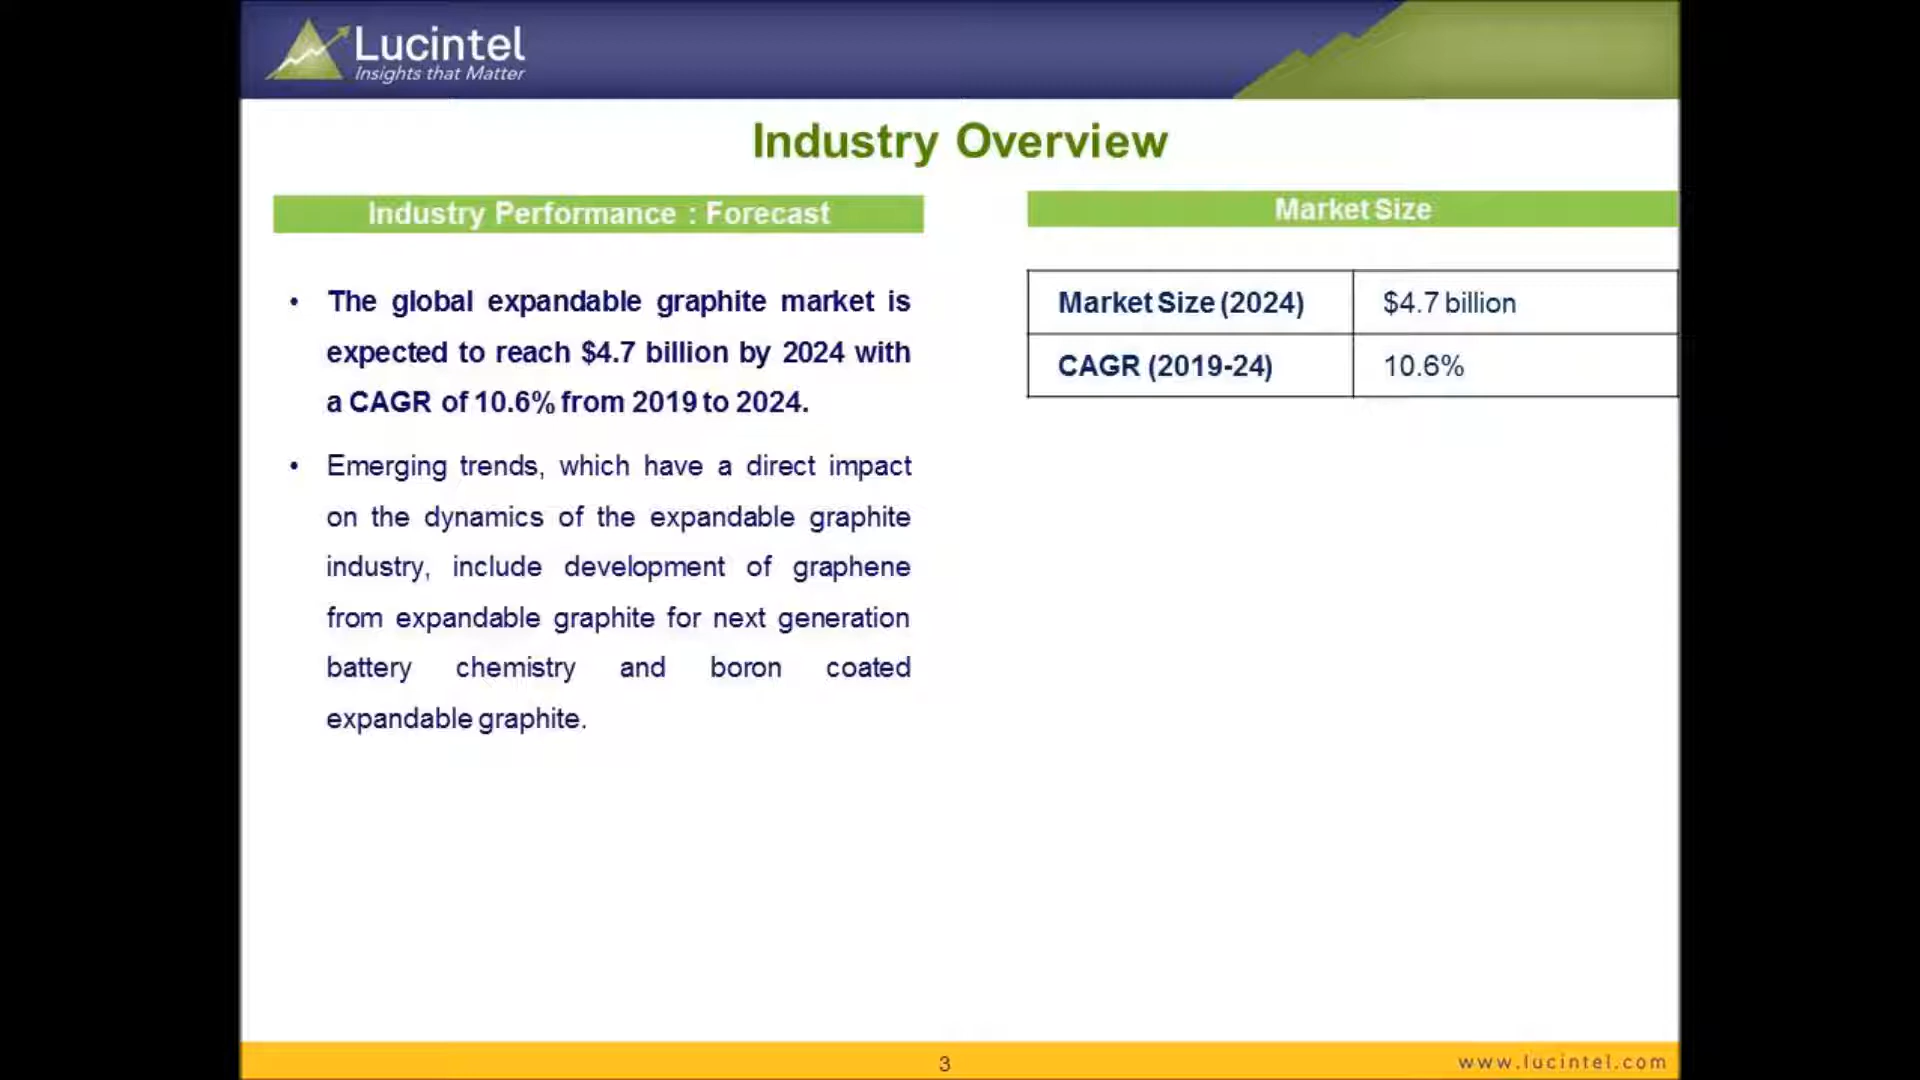 Lucintel
Insights that Matter
Industry Overview
Industry Performance : Forecast
• The global expandable graphite market is
expected to reach $4.7 billion by 2024 with
a CAGR of 10.6% from 2019 to 2024.
• Emerging trends, which have a direct impact
on the dynamics of the expandable graphite
industry, include development of graphene
from expandable graphite for next generation
battery chemistry and boron coated
expandable graphite.
Market Size
Market Size (2024) $4.7 billion
CAGR (2019-24) 10.6%
3
www.lucintel.com